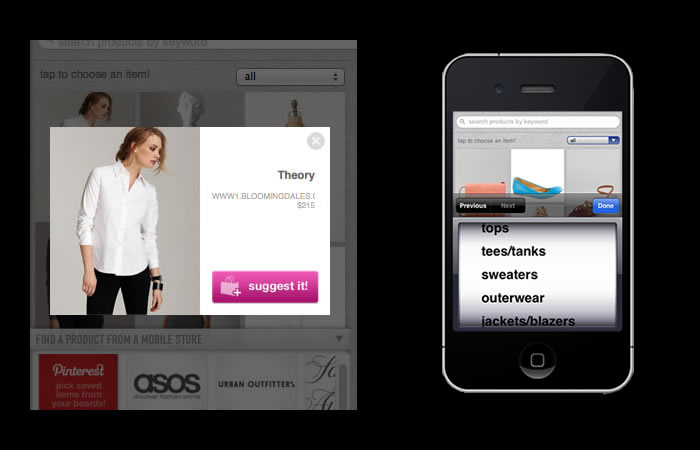 search products by keyword
tap to choose an item!
all
Theory
WWW1.BLOOMINGDALES.C
$215
suggest it!
FIND A PRODUCT FROM A MOBILE STORE
Pinterest
pick saved
items from
your boards!
asos
discover fashion online
URBAN OUTFITTERS
search products by keyword
tap to choose an item!
all
Previous
Next
Done
tops
tees/tanks
sweaters
outerwear
jackets/blazers